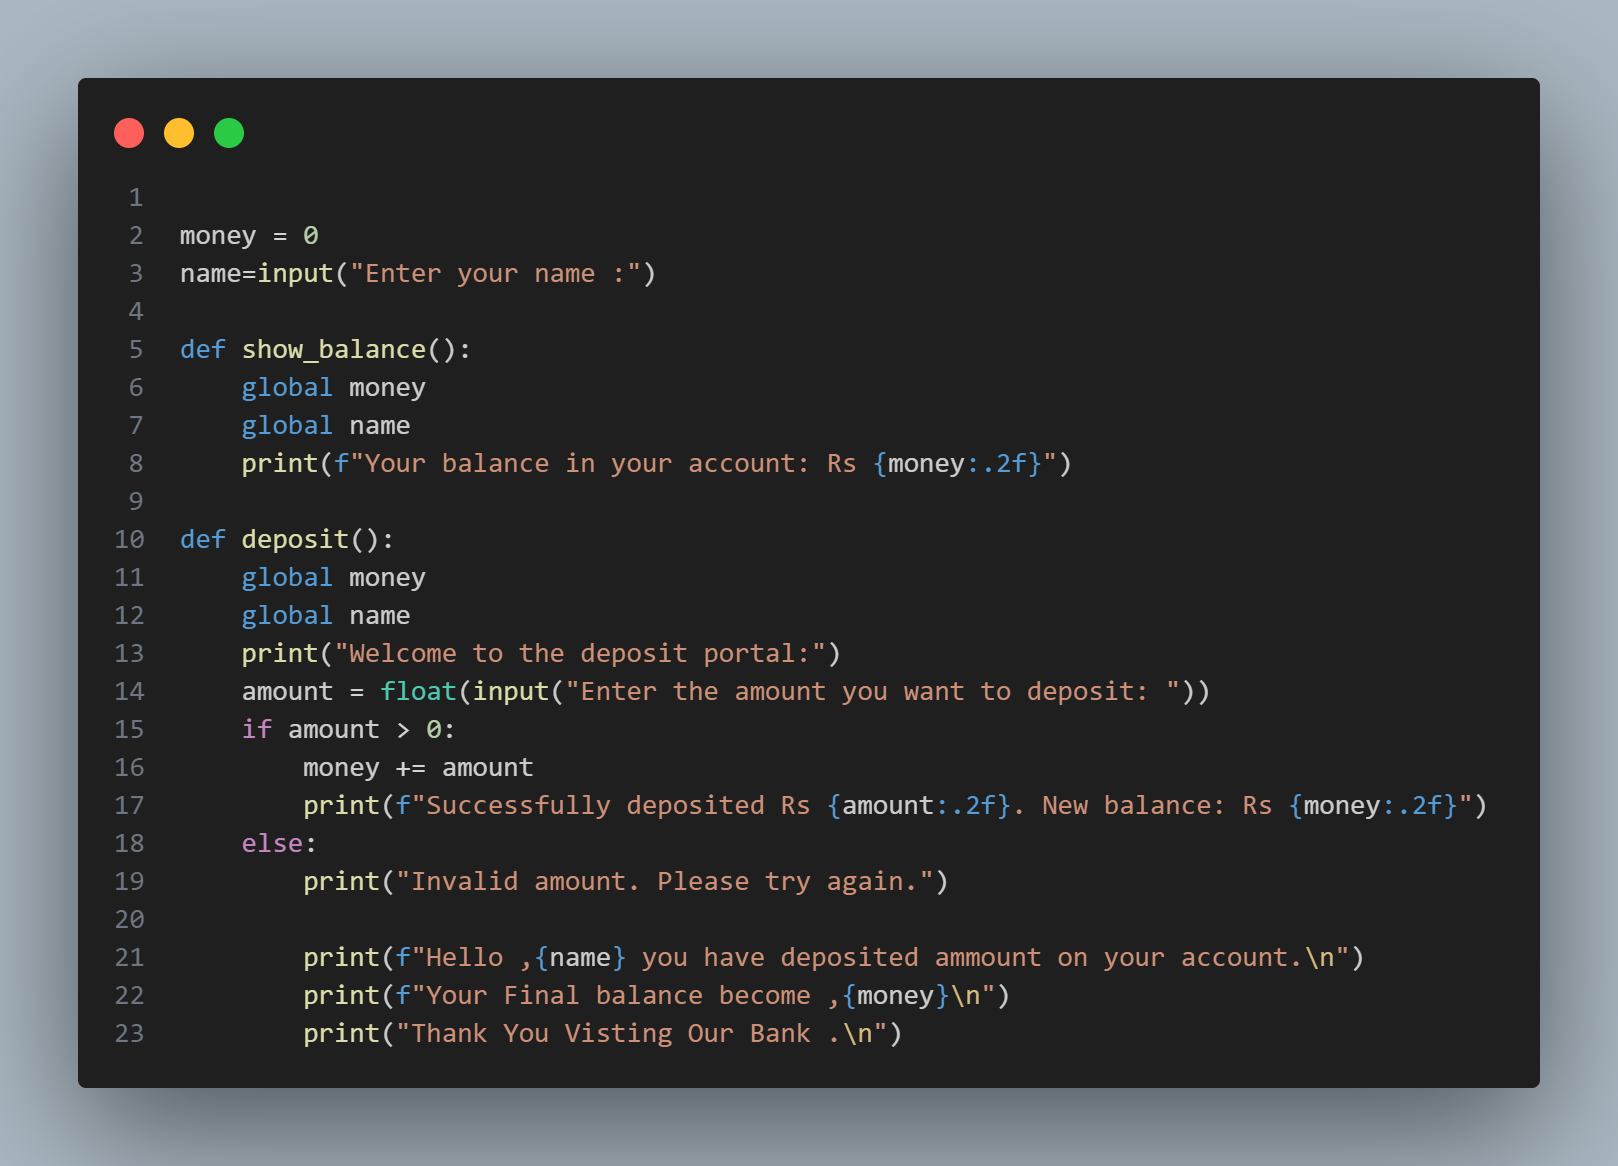 1
2 money = 0
3 name=input("Enter your name :")
4
5 def show_balance():
6     global money
7     global name
8     print(f"Your balance in your account: Rs {money:.2f}")
9
10 def deposit():
11     global money
12     global name
13     print("Welcome to the deposit portal:")
14     amount = float(input("Enter the amount you want to deposit: "))
15     if amount > 0:
16         money += amount
17         print(f"Successfully deposited Rs {amount:.2f}. New balance: Rs {money:.2f}")
18     else:
19         print("Invalid amount. Please try again.")
20
21         print(f"Hello ,{name} you have deposited ammount on your account.\n")
22         print(f"Your Final balance become ,{money}\n")
23         print("Thank You Visting Our Bank .\n")